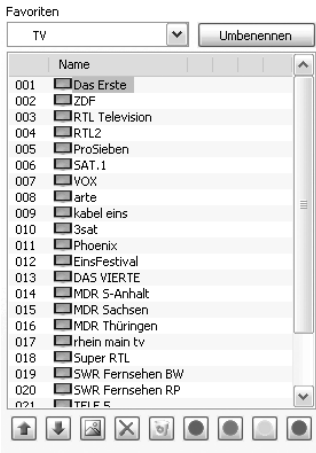 Favoriten
TV Umbenennen
Name
001 Das Erste
002 ZDF
003 RTL Television
004 RTL2
005 ProSieben
006 SAT.1
007 VOX
008 arte
009 kabel eins
010 3sat
011 Phoenix
012 EinsFestival
013 DAS VIERTE
014 MDR S-Anhalt
015 MDR Sachsen
016 MDR Thüringen
017 rhein main tv
018 Super RTL
019 SWR Fernsehen BW
020 SWR Fernsehen RP
021 TELE 5